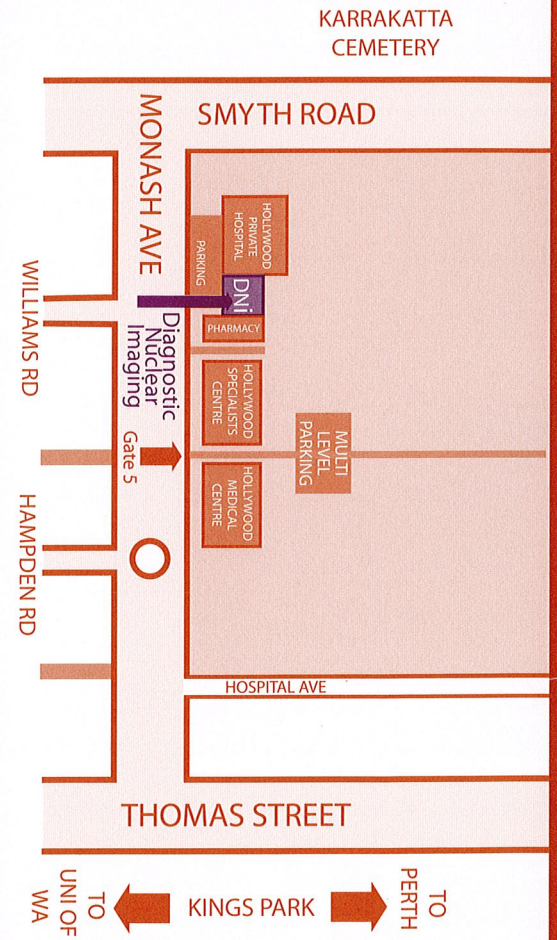 KARRAKATTA
CEMETERY
SMYTH ROAD
MONASH AVE
HOLLYWOOD
PRIVATE
HOSPITAL
PARKING
DNi
PHARMACY
WILLIAMS RD
Diagnostic
Nuclear
Imaging
HOLLYWOOD
SPECIALISTS
CENTRE
MULTI
LEVEL
PARKING
Gate 5
HOLLYWOOD
MEDICAL
CENTRE
HAMPDEN RD
HOSPITAL AVE
THOMAS STREET
TO
UNI OF
WA
KINGS PARK
TO
PERTH